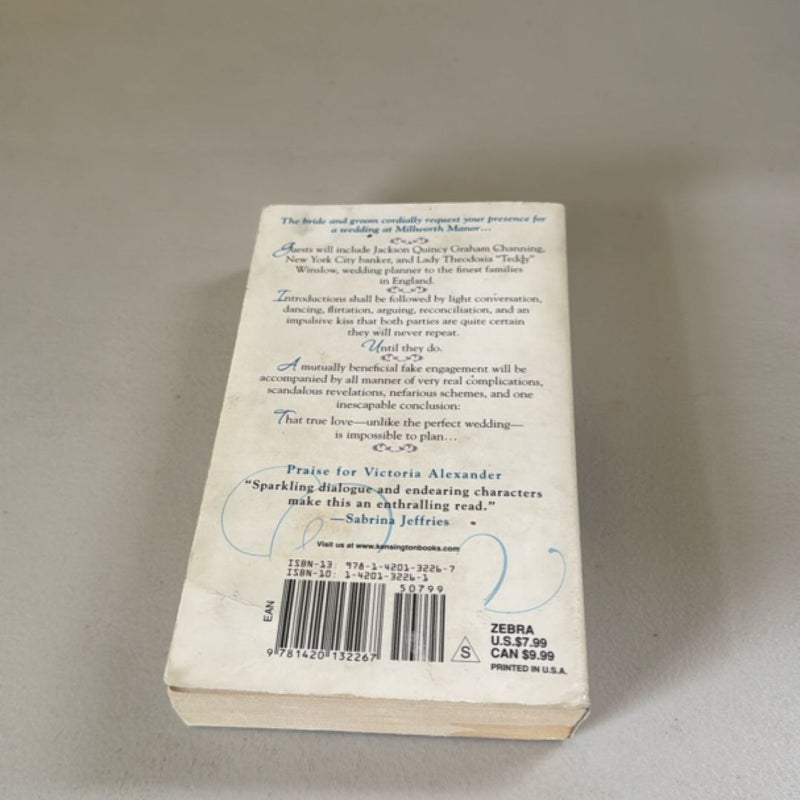 The bride and groom cordially request your presence for
a wedding at Millworth Manor...
Guests will include Jackson Quincy Graham Channing,
New York City banker, and Lady Theodosia "Teddy"
Winslow, wedding planner to the finest families
in England.
Introductions shall be followed by light conversation,
dancing, flirtation, arguing, reconciliation, and an
impulsive kiss that both parties are quite certain
they will never repeat.
Until they do.
A mutually beneficial fake engagement will be
accompanied by all manner of very real complications,
scandalous revelations, nefarious schemes, and one
inescapable conclusion:
That true love—unlike the perfect wedding—
is impossible to plan...
Praise for Victoria Alexander
"Sparkling dialogue and endearing characters
make this an enthralling read."
—Sabrina Jeffries
Visit us at www.kensingtonbooks.com
ISBN-13: 978-1-4201-3226-7
ISBN-10: 1-4201-3226-1
50799
EAN
9 781420 132267
S
ZEBRA
U.S.$7.99
CAN $9.99
PRINTED IN U.S.A.